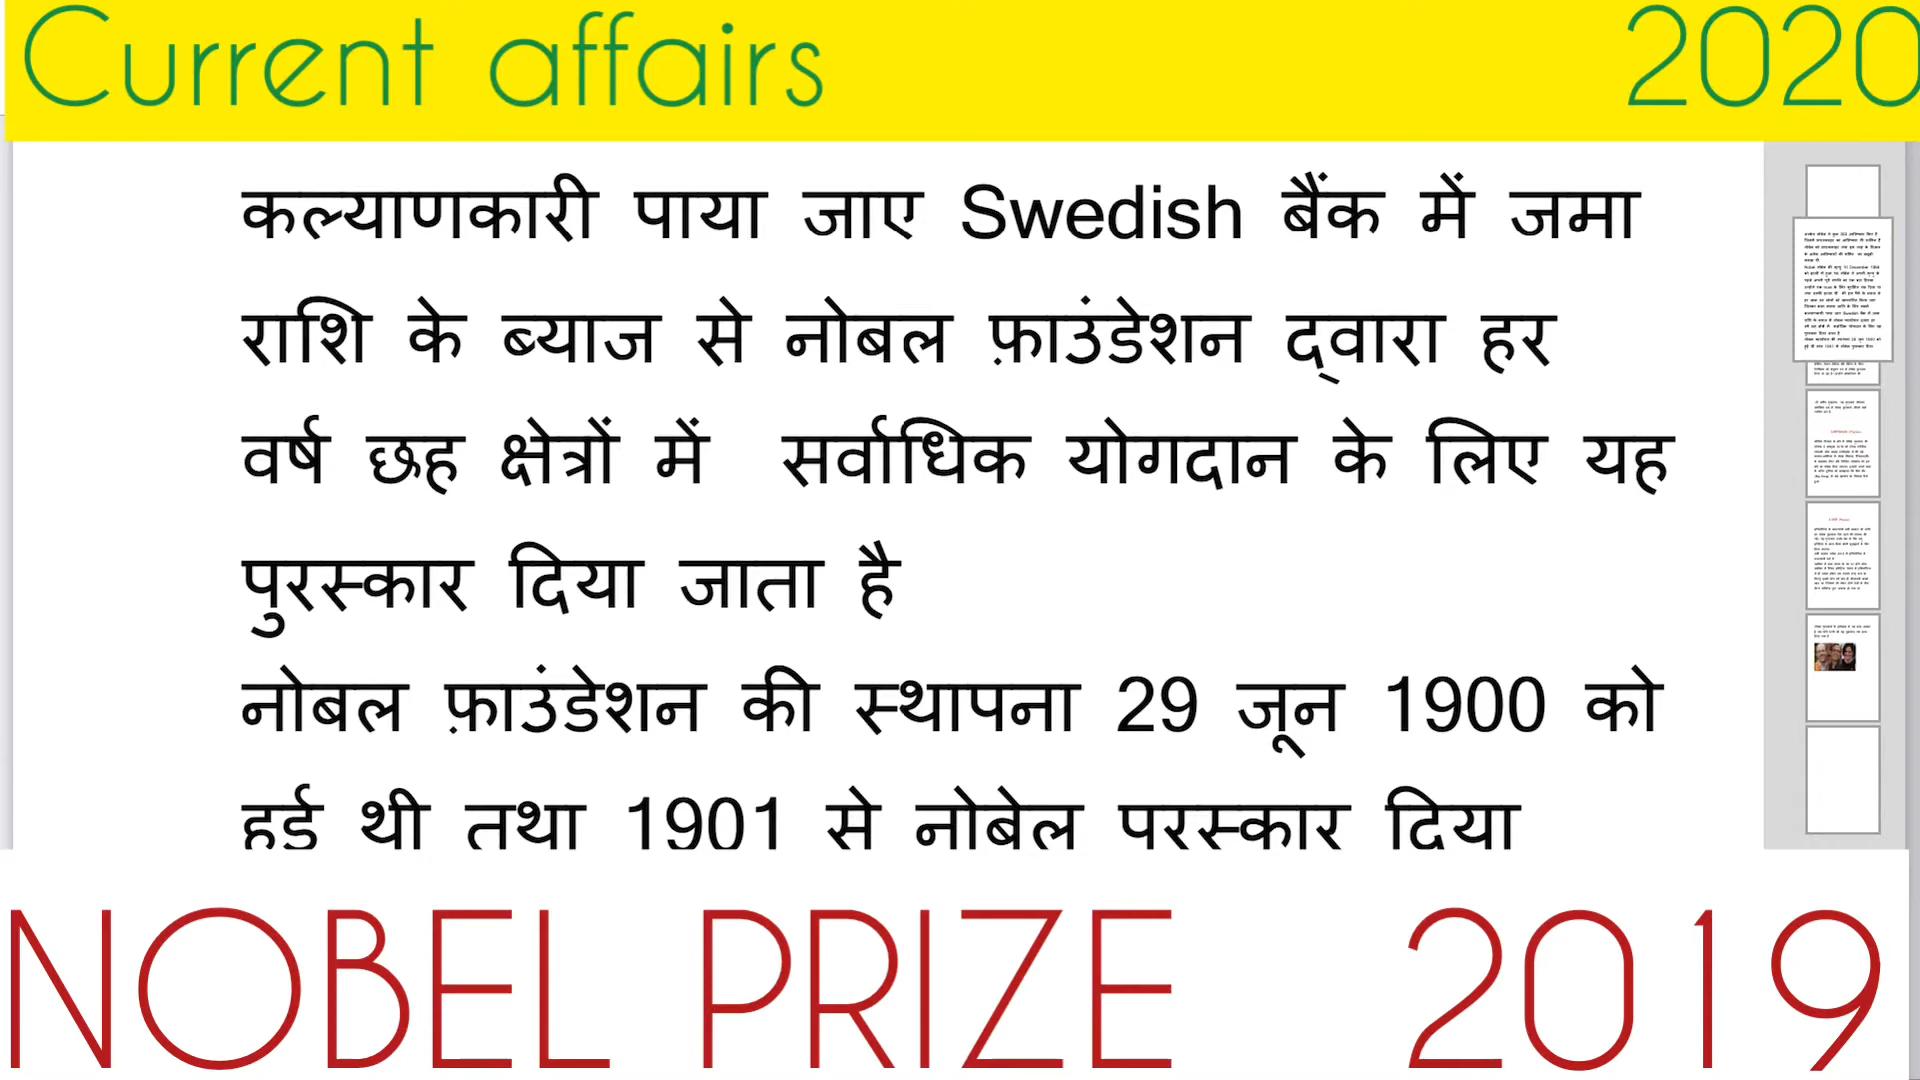 Current affairs 2020
कल्याणकारी पाया जाए Swedish बैंक में जमा
राशि के ब्याज से नोबल फ़ाउंडेशन द्वारा हर
वर्ष छह क्षेत्रों में सर्वाधिक योगदान के लिए यह
पुरस्कार दिया जाता है
नोबल फ़ाउंडेशन की स्थापना 29 जून 1900 को
हुई थी तथा 1901 से नोबेल पुरस्कार दिया
NOBEL PRIZE 2019